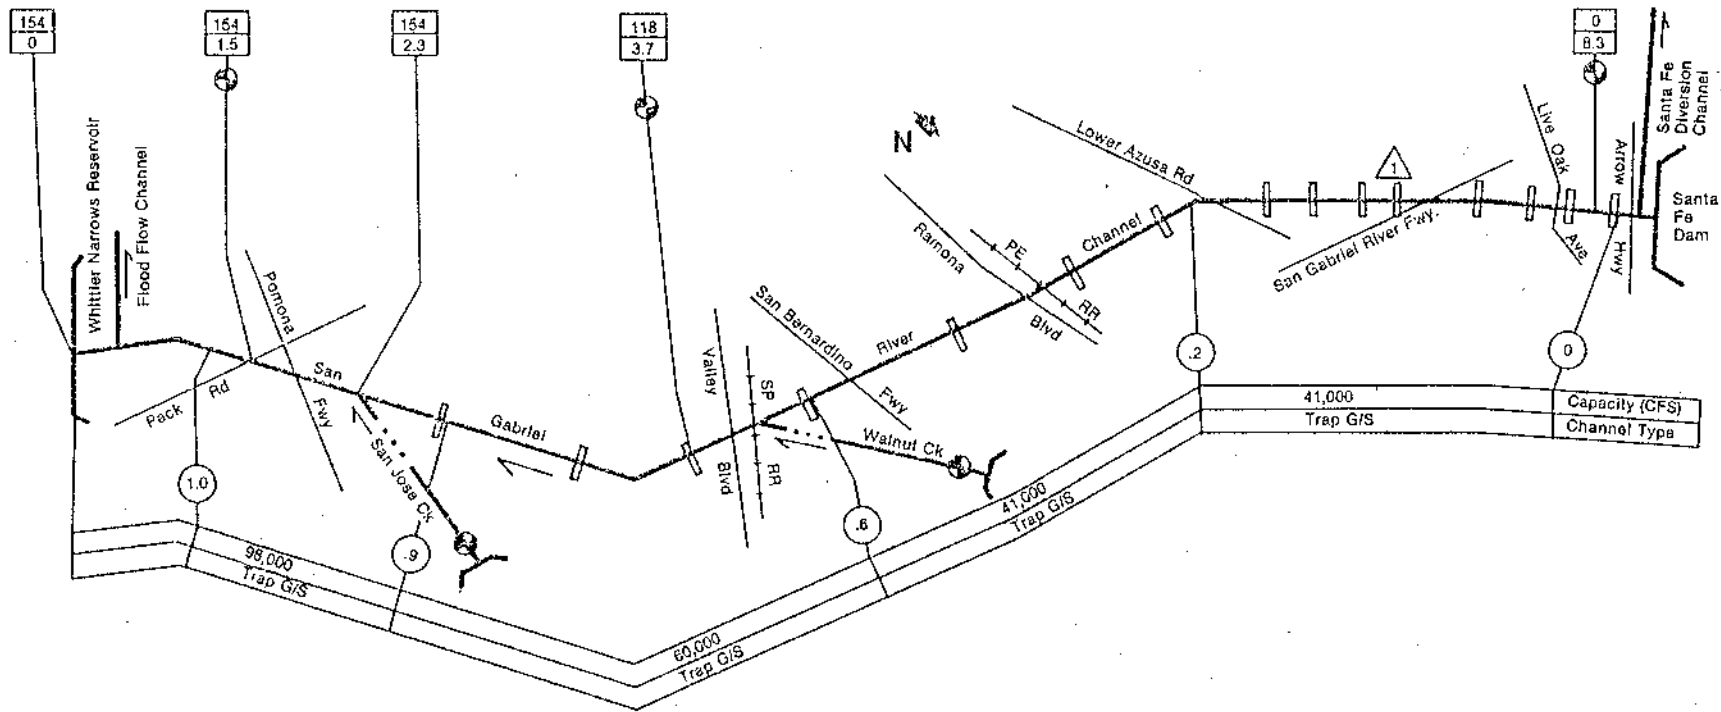 154
0
154
1.5
154
2.3
118
3.7
0
8.3
Whittier Narrows Reservoir
Flood Flow Channel
Pomona
Fwy
Pack Rd
San
Gabriel
River
Channel
San Jose Ck
Walnut Ck
Valley
Blvd
SP
RR
San Barnardino
Fwy
Ramona
Blvd
PE
RR
N
Lower Azusa Rd
1
San Gabriel River Fwy.
Live Oak
Ave
Arrow
Hwy
Santa Fe
Diversion
Channel
Santa
Fe
Dam
1.0
.9
.6
.2
0
98,000
Trap G/S
60,000
Trap G/S
41,000
Trap G/S
41,000
Trap G/S
Capacity (CFS)
Channel Type